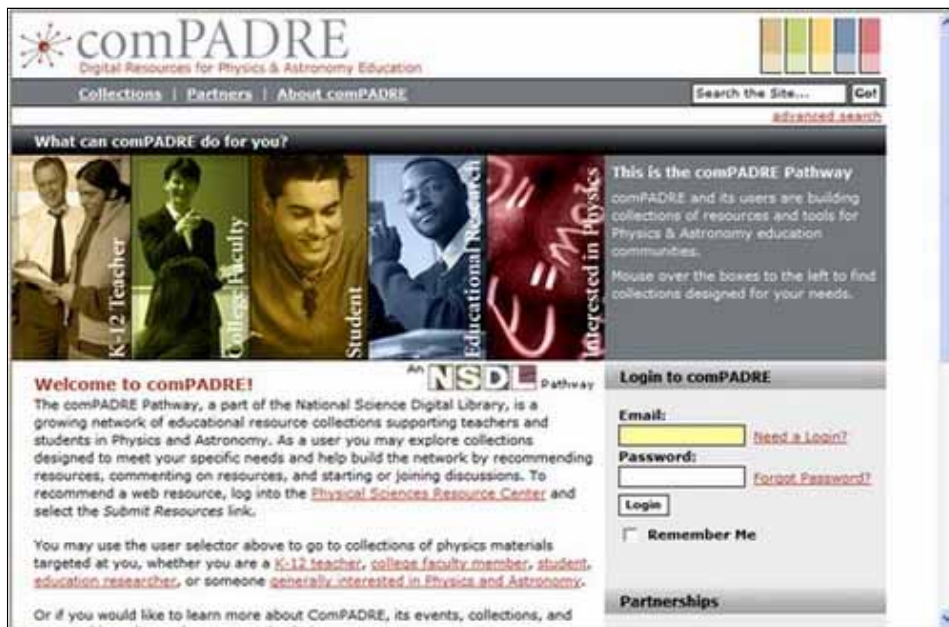 comPADRE
Digital Resources for Physics & Astronomy Education
Collections | Partners | About comPADRE
Search the Site...
Go!
advanced search
What can comPADRE do for you?
K-12 Teacher
College Faculty
Student
Educational Research
Interested in Physics
This is the comPADRE Pathway
comPADRE and its users are building
collections of resources and tools for
Physics & Astronomy education
communities.
Mouse over the boxes to the left to find
collections designed for your needs.
Welcome to comPADRE!
An NSDL Pathway
The comPADRE Pathway, a part of the National Science Digital Library, is a
growing network of educational resource collections supporting teachers and
students in Physics and Astronomy. As a user you may explore collections
designed to meet your specific needs and help build the network by recommending
resources, commenting on resources, and starting or joining discussions. To
recommend a web resource, log into the Physical Sciences Resource Center and
select the Submit Resources link.
You may use the user selector above to go to collections of physics materials
targeted at you, whether you are a K-12 teacher, college faculty member, student,
education researcher, or someone generally interested in Physics and Astronomy.
Or if you would like to learn more about ComPADRE, its events, collections, and
Login to comPADRE
Email:
Need a Login?
Password:
Forgot Password?
Login
Remember Me
Partnerships